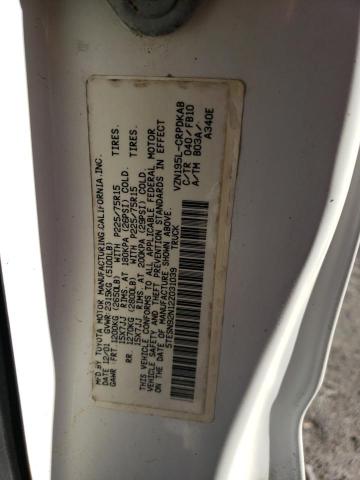 MFD BY TOYOTA MOTOR MANUFACTURING, CALIFORNIA, INC.
DATE 12/01 GVWR 2315KG (5100LB)
GAWR FRT 1200KG (2650LB) WITH P225/75R15 TIRES.
15X7JJ RIMS, AT 180KPA (26PSI) COLD.
RR. 1270KG (2800LB) WITH P225/75R15 TIRES.
15X7JJ RIMS, AT 200KPA (29PSI) COLD.
THIS VEHICLE CONFORMS TO ALL APPLICABLE FEDERAL MOTOR
VEHICLE SAFETY AND THEFT PREVENTION STANDARDS IN EFFECT
ON THE DATE OF MANUFACTURE SHOWN ABOVE.
5TESN92N12Z031039
TRUCK
VZN195L-CRPDKAB
C/TR 040/FB10
A/TM B03A/
A340E